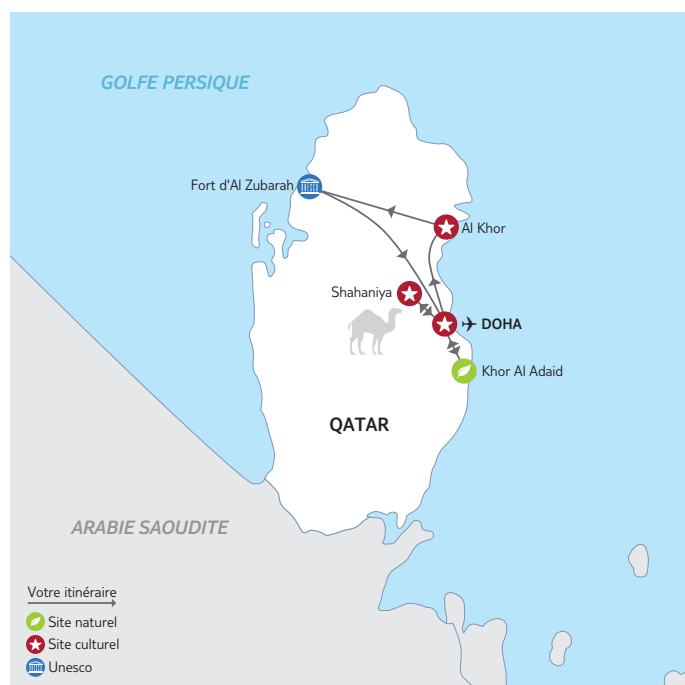 GOLFE PERSIQUE
Fort d'Al Zubarah
Al Khor
Shahaniya
DOHA
Khor Al Adaid
QATAR
ARABIE SAOUDITE
Votre itinéraire
Site naturel
Site culturel
Unesco